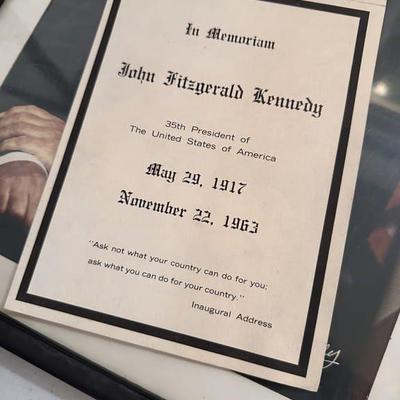 In Memoriam
John Fitzgerald Kennedy
35th President of
The United States of America
May 29, 1917
November 22, 1963
"Ask not what your country can do for you;
ask what you can do for your country."
Inaugural Address